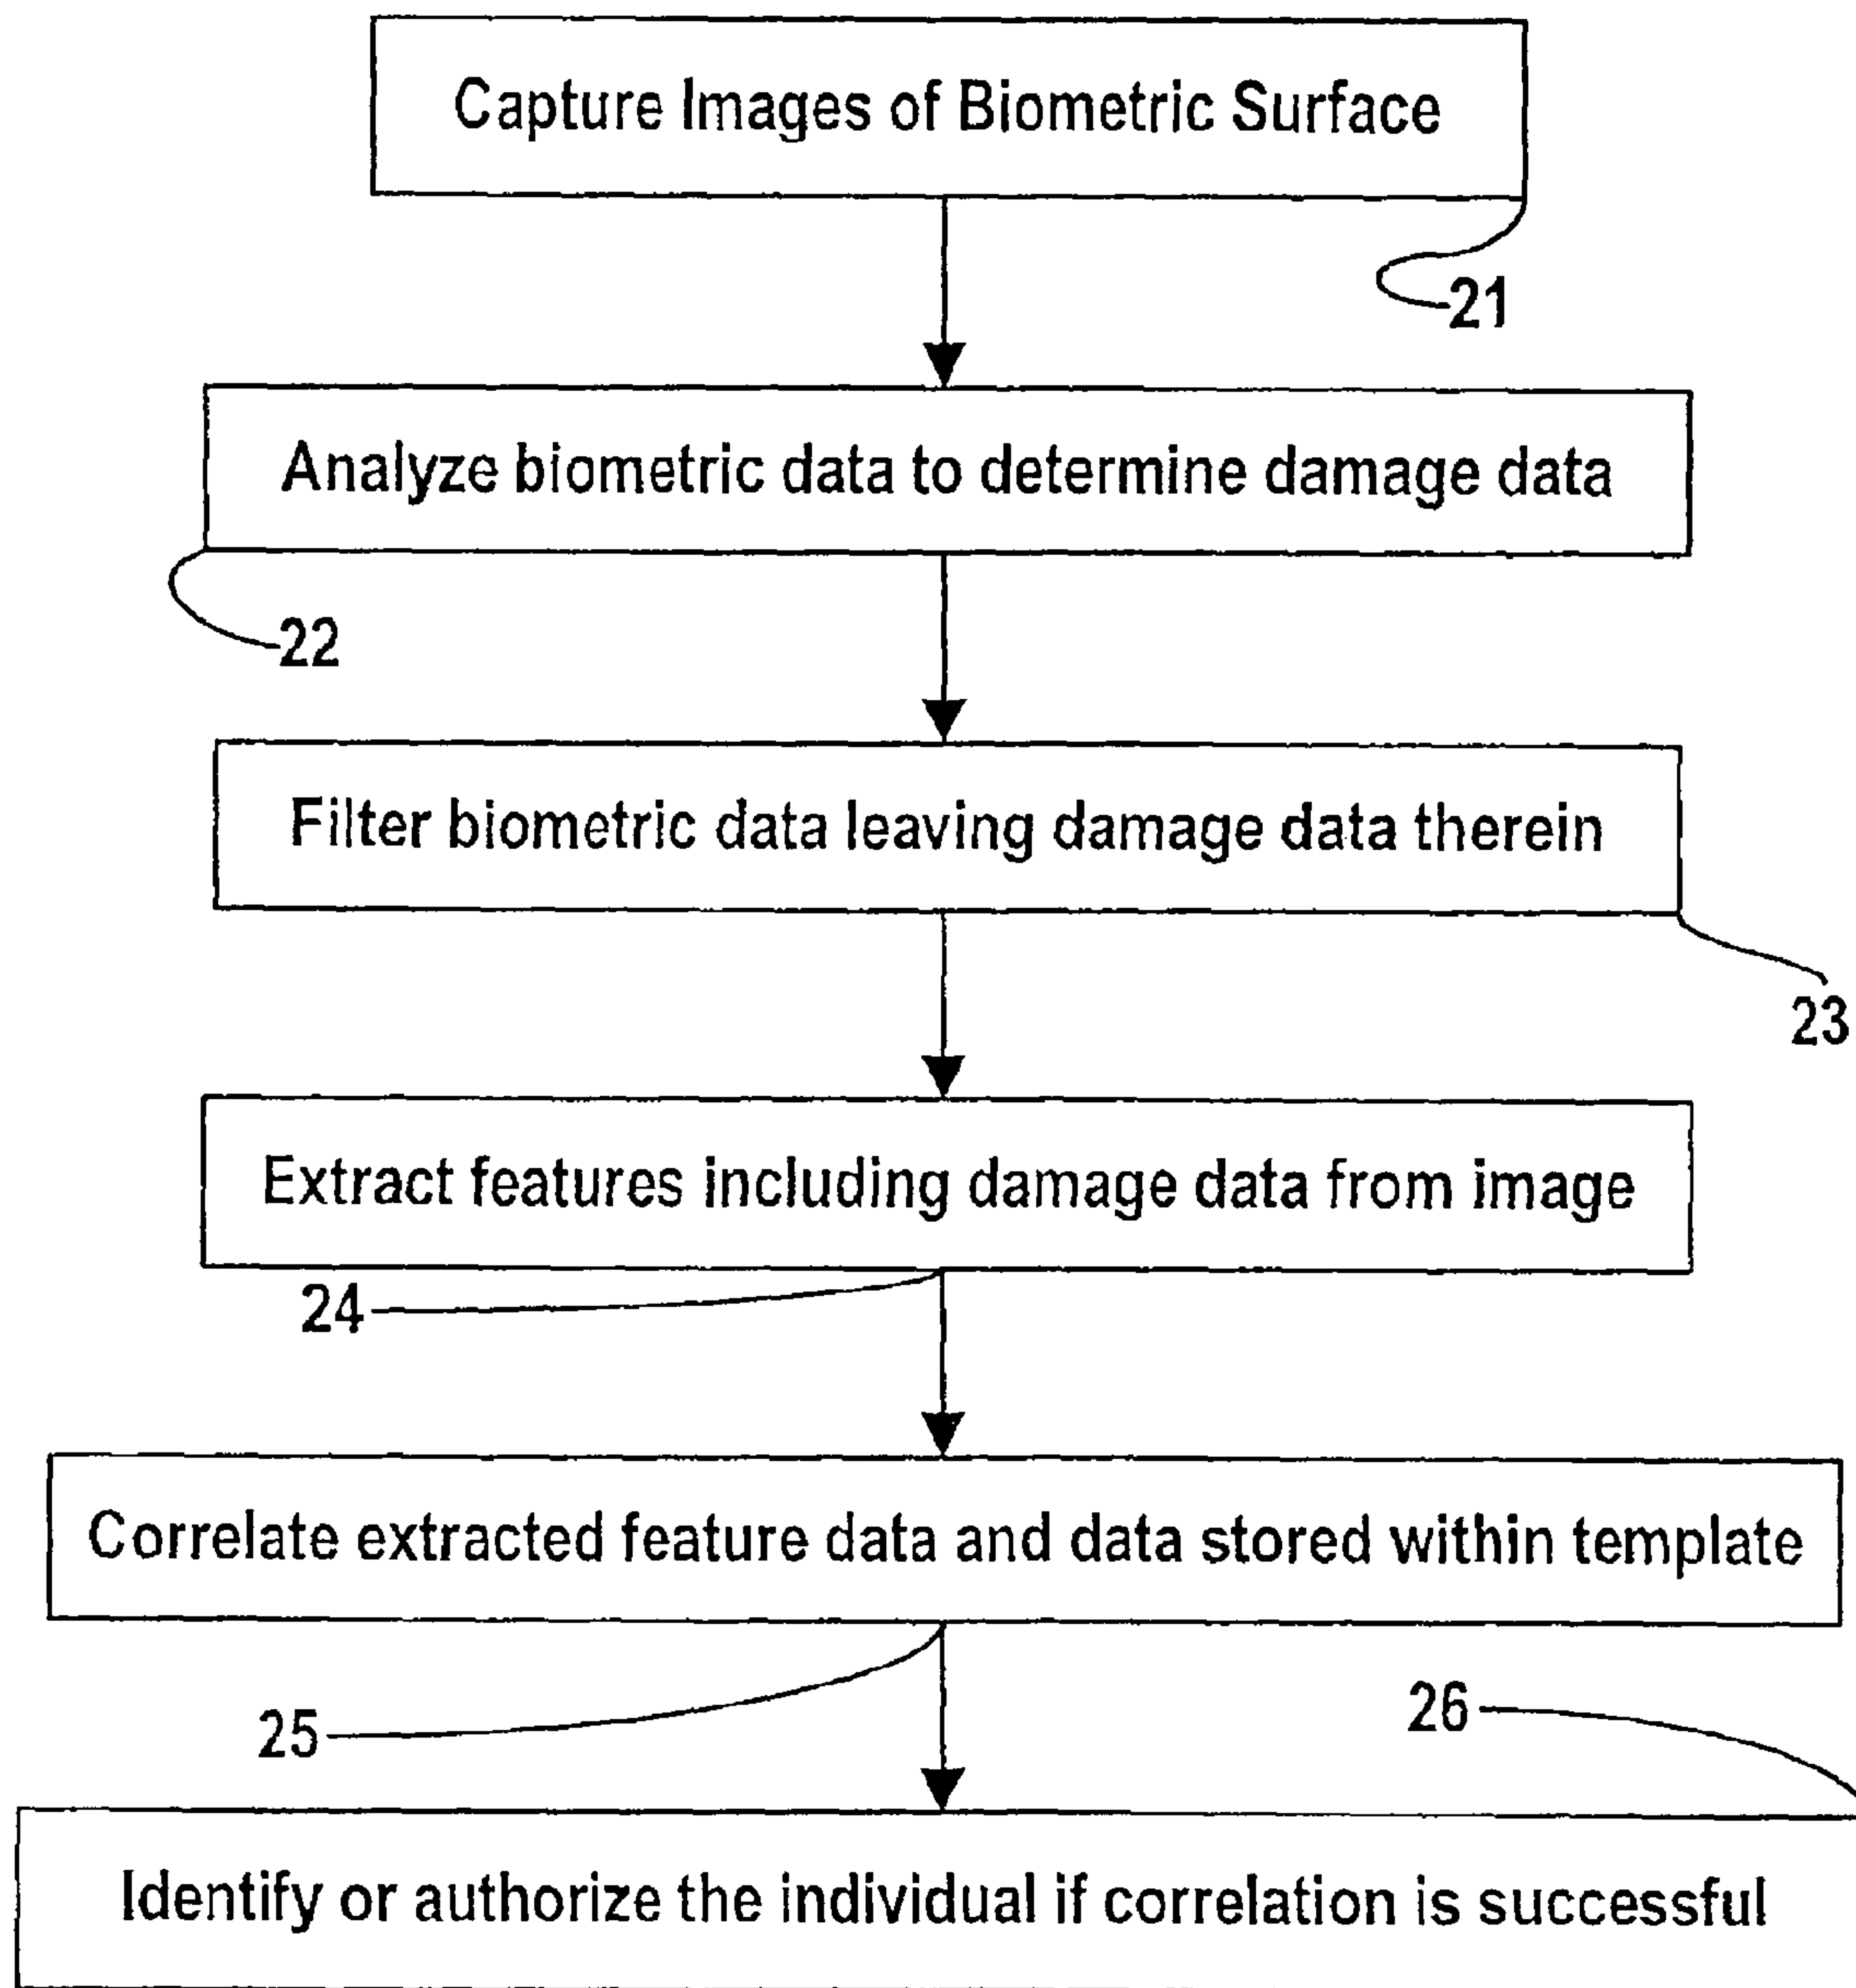 Capture Images of Biometric Surface
21
Analyze biometric data to determine damage data
22
Filter biometric data leaving damage data therein
23
Extract features including damage data from image
24
Correlate extracted feature data and data stored within template
25
26
Identify or authorize the individual if correlation is successful